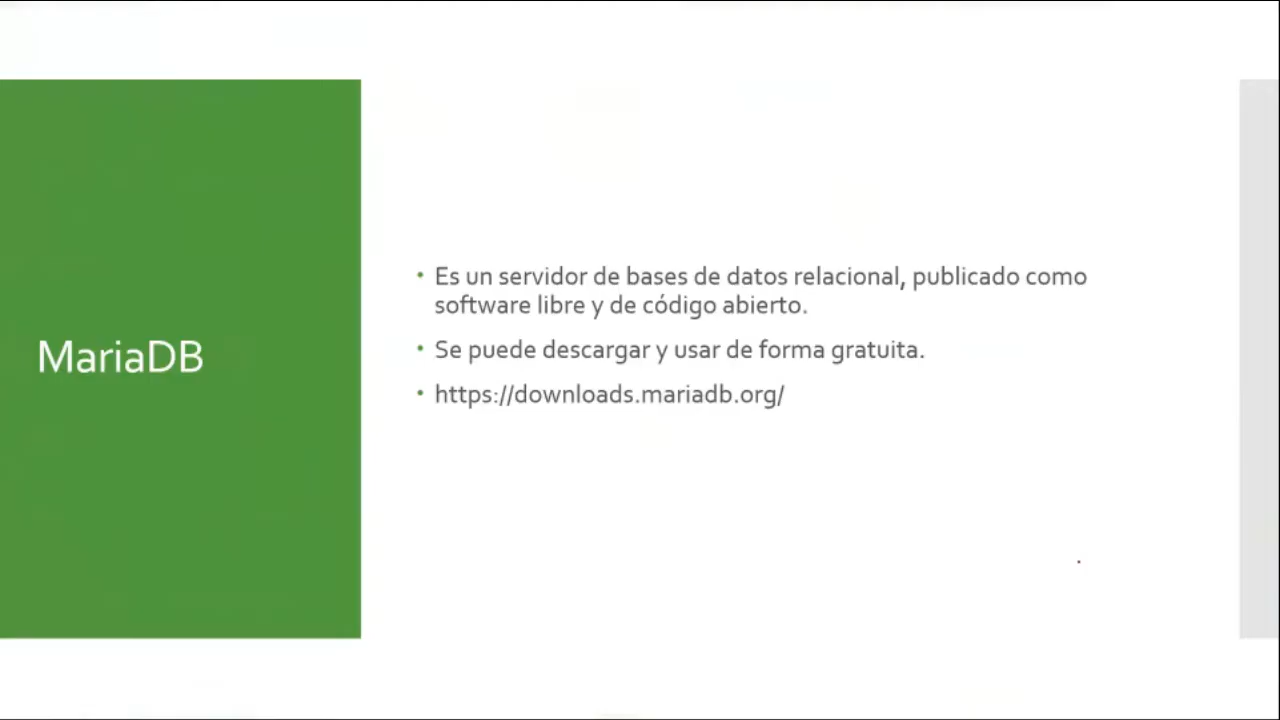 MariaDB
• Es un servidor de bases de datos relacional, publicado como
software libre y de código abierto.
• Se puede descargar y usar de forma gratuita.
• https://downloads.mariadb.org/